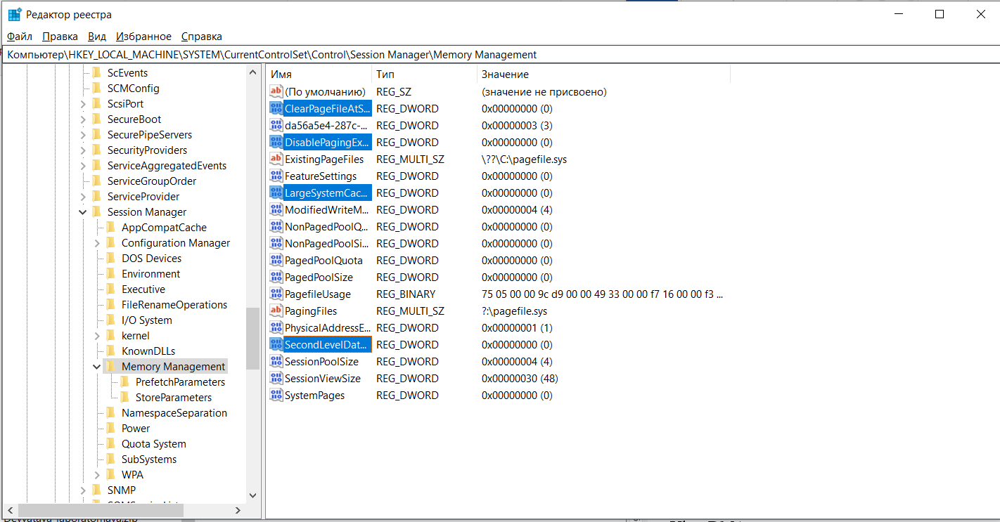 Редактор реестра
Файл Правка Вид Избранное Справка
Компьютер\HKEY_LOCAL_MACHINE\SYSTEM\CurrentControlSet\Control\Session Manager\Memory Management
ScEvents
SCMConfig
ScsiPort
SecureBoot
SecurePipeServers
SecurityProviders
ServiceAggregatedEvents
ServiceGroupOrder
ServiceProvider
Session Manager
AppCompatCache
Configuration Manager
DOS Devices
Environment
Executive
FileRenameOperations
I/O System
kernel
KnownDLLs
Memory Management
PrefetchParameters
StoreParameters
NamespaceSeparation
Power
Quota System
SubSystems
WPA
SNMP
Имя Тип Значение
(По умолчанию) REG_SZ (значение не присвоено)
ClearPageFileAtS... REG_DWORD 0x00000000 (0)
da56a5e4-287c-... REG_DWORD 0x00000003 (3)
DisablePagingEx... REG_DWORD 0x00000000 (0)
ExistingPageFiles REG_MULTI_SZ \??\C:\pagefile.sys
FeatureSettings REG_DWORD 0x00000000 (0)
LargeSystemCac... REG_DWORD 0x00000000 (0)
ModifiedWriteM... REG_DWORD 0x00000004 (4)
NonPagedPoolQ... REG_DWORD 0x00000000 (0)
NonPagedPoolSi... REG_DWORD 0x00000000 (0)
PagedPoolQuota REG_DWORD 0x00000000 (0)
PagedPoolSize REG_DWORD 0x00000000 (0)
PagefileUsage REG_BINARY 75 05 00 00 9c d9 00 00 49 33 00 00 f7 16 00 00 f3 ...
PagingFiles REG_MULTI_SZ ?:\pagefile.sys
PhysicalAddressE... REG_DWORD 0x00000001 (1)
SecondLevelDat... REG_DWORD 0x00000000 (0)
SessionPoolSize REG_DWORD 0x00000004 (4)
SessionViewSize REG_DWORD 0x00000030 (48)
SystemPages REG_DWORD 0x00000000 (0)